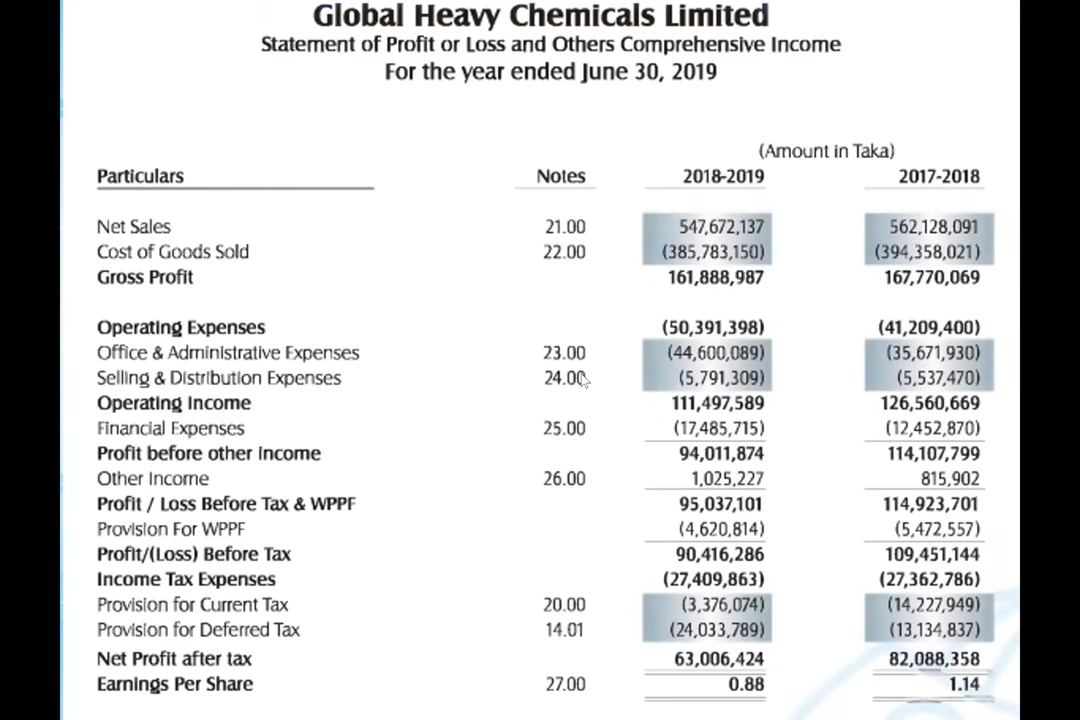 Global Heavy Chemicals Limited
Statement of Profit or Loss and Others Comprehensive Income
For the year ended June 30, 2019
(Amount in Taka)
Particulars Notes 2018-2019 2017-2018
Net Sales 21.00 547,672,137 562,128,091
Cost of Goods Sold 22.00 (385,783,150) (394,358,021)
Gross Profit 161,888,987 167,770,069
Operating Expenses (50,391,398) (41,209,400)
Office & Administrative Expenses 23.00 (44,600,089) (35,671,930)
Selling & Distribution Expenses 24.00 (5,791,309) (5,537,470)
Operating Income 111,497,589 126,560,669
Financial Expenses 25.00 (17,485,715) (12,452,870)
Profit before other Income 94,011,874 114,107,799
Other Income 26.00 1,025,227 815,902
Profit / Loss Before Tax & WPPF 95,037,101 114,923,701
Provision For WPPF (4,620,814) (5,472,557)
Profit/(Loss) Before Tax 90,416,286 109,451,144
Income Tax Expenses (27,409,863) (27,362,786)
Provision for Current Tax 20.00 (3,376,074) (14,227,949)
Provision for Deferred Tax 14.01 (24,033,789) (13,134,837)
Net Profit after tax 63,006,424 82,088,358
Earnings Per Share 27.00 0.88 1.14